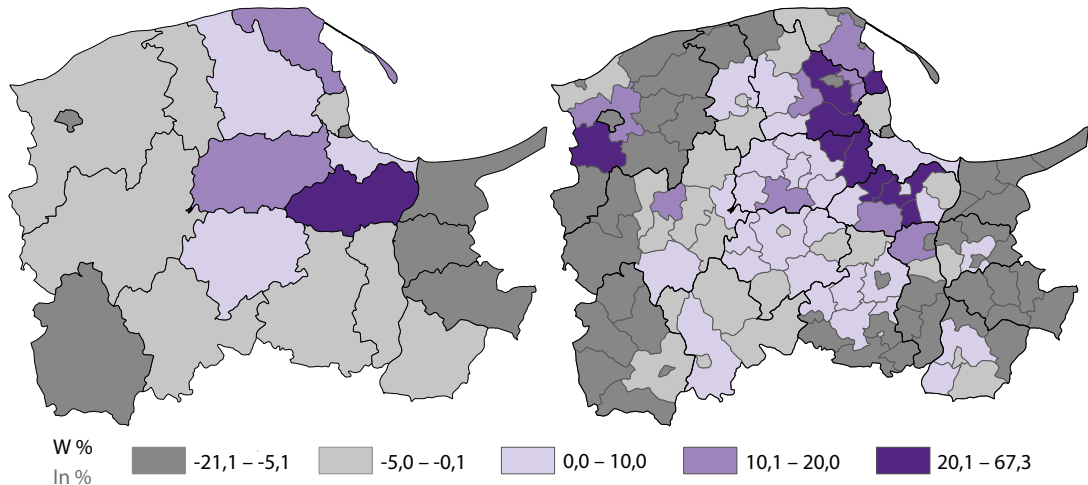 W %
In %
-21,1 – -5,1
-5,0 – -0,1
0,0 – 10,0
10,1 – 20,0
20,1 – 67,3